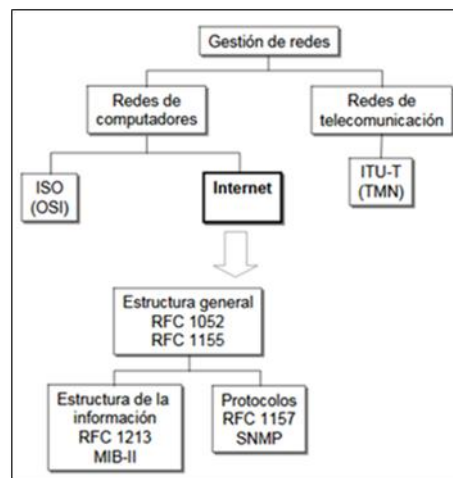 Gestión de redes
Redes de
computadores
Redes de
telecomunicación
ISO
(OSI)
Internet
ITU-T
(TMN)
Estructura general
RFC 1052
RFC 1155
Estructura de la
información
RFC 1213
MIB-II
Protocolos
RFC 1157
SNMP